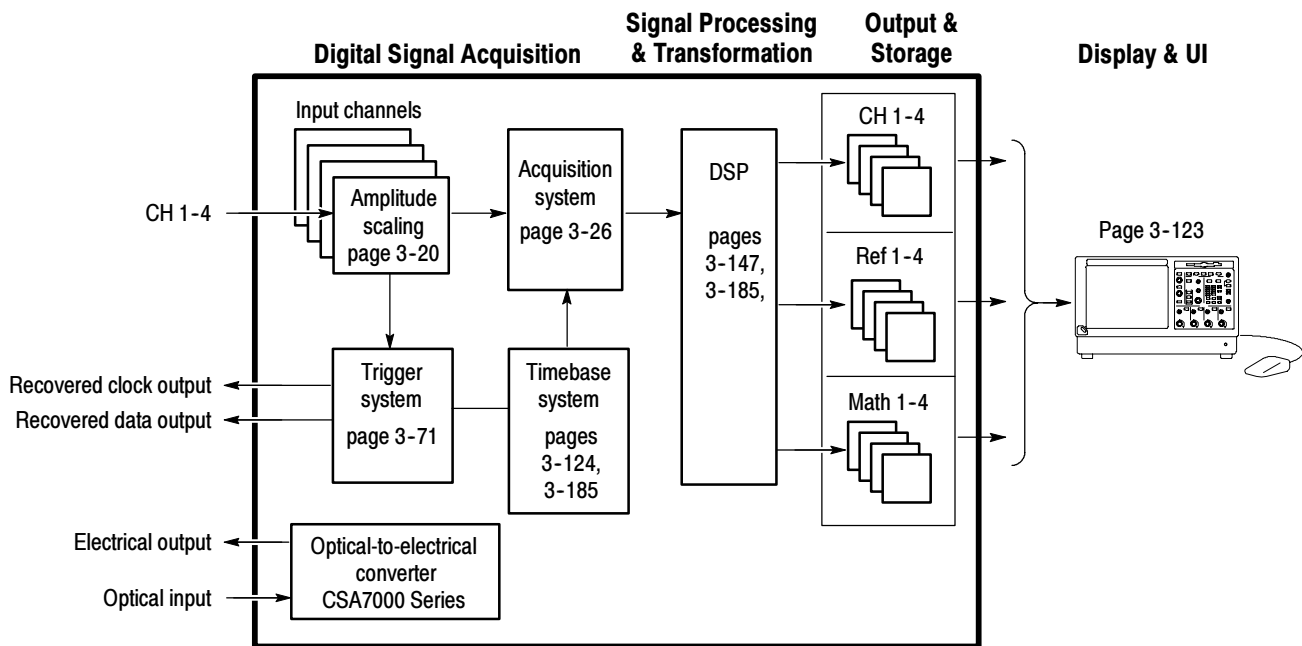 Digital Signal Acquisition
Signal Processing
& Transformation
Output &
Storage
Display & UI
Input channels
CH 1-4
Amplitude
scaling
page 3-20
Acquisition
system
page 3-26
DSP
pages
3-147,
3-185,
CH 1-4
Ref 1-4
Math 1-4
Page 3-123
Recovered clock output
Recovered data output
Trigger
system
page 3-71
Timebase
system
pages
3-124,
3-185
Electrical output
Optical input
Optical-to-electrical
converter
CSA7000 Series